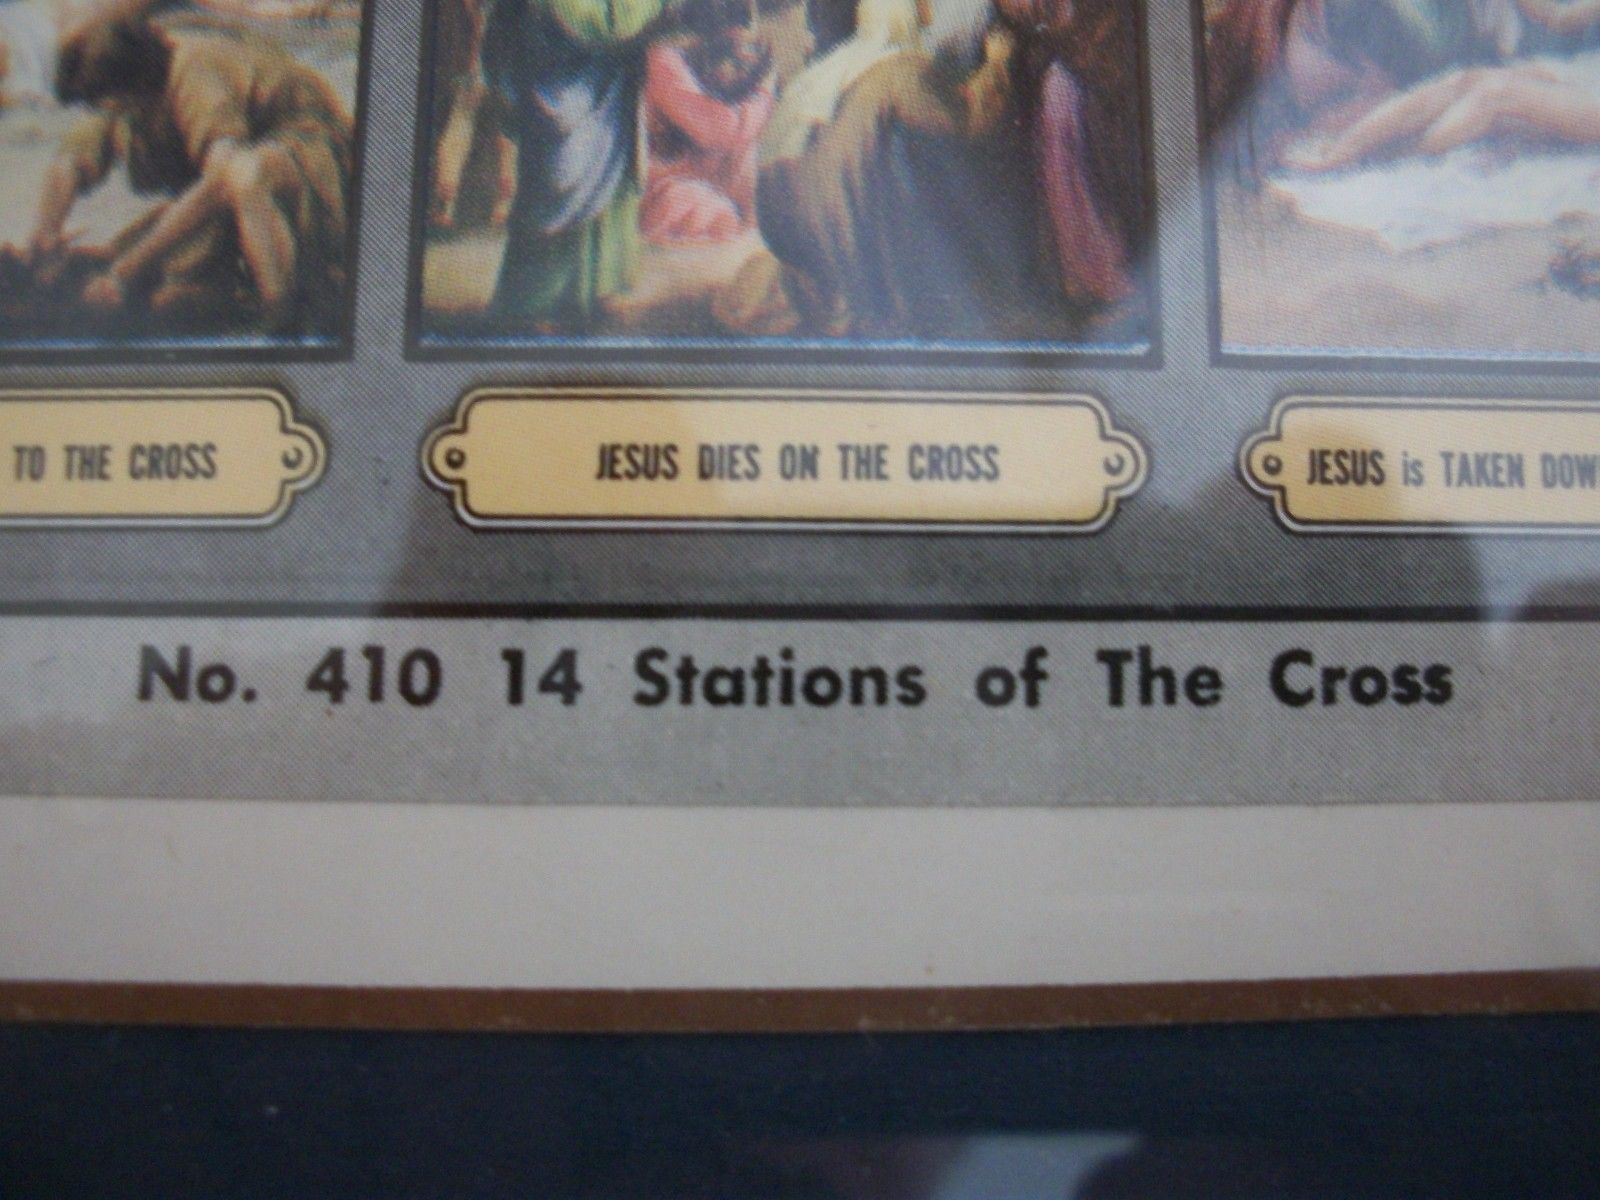 TO THE CROSS
JESUS DIES ON THE CROSS
JESUS is TAKEN
No. 410 14 Stations of The Cross